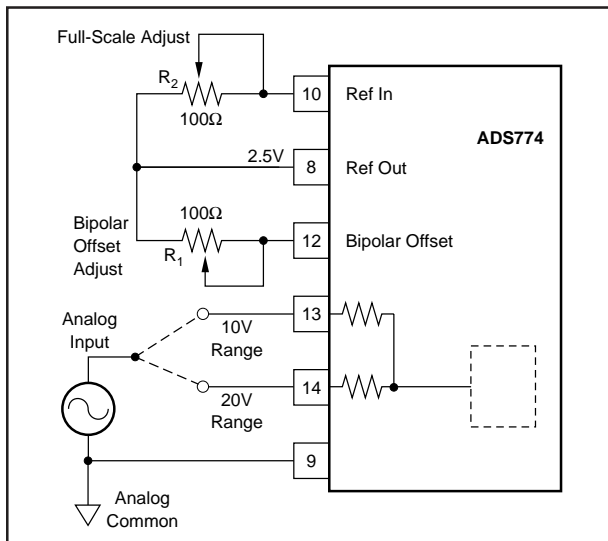 Full-Scale Adjust
R2
100Ω
10
Ref In
ADS774
2.5V
8
Ref Out
Bipolar
Offset
Adjust
100Ω
R1
12
Bipolar Offset
Analog
Input
10V
Range
13
20V
Range
14
9
Analog
Common